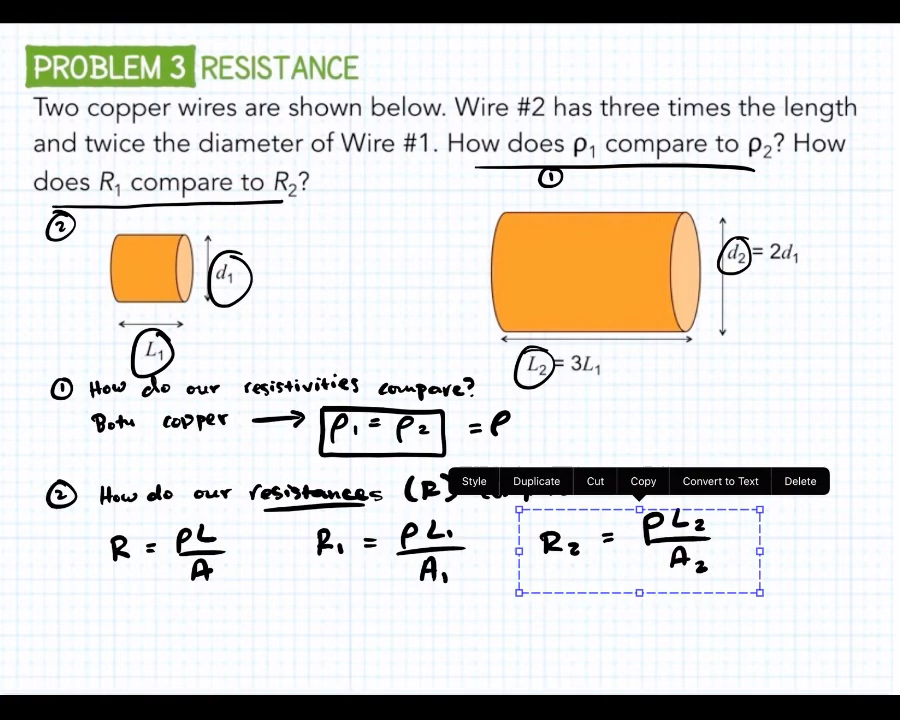 PROBLEM 3 RESISTANCE
Two copper wires are shown below. Wire #2 has three times the length
and twice the diameter of Wire #1. How does ρ₁ compare to ρ₂? How
does R₁ compare to R₂?
①
②
d₁
d₂ = 2d₁
L₁
L₂ = 3L₁
① How do our resistivities compare?
Both copper → ρ₁ = ρ₂ = ρ
Style Duplicate Cut Copy Convert to Text Delete
② How do our resistances (R)
R = ρL/A R₁ = ρL₁/A₁ R₂ = ρL₂/A₂